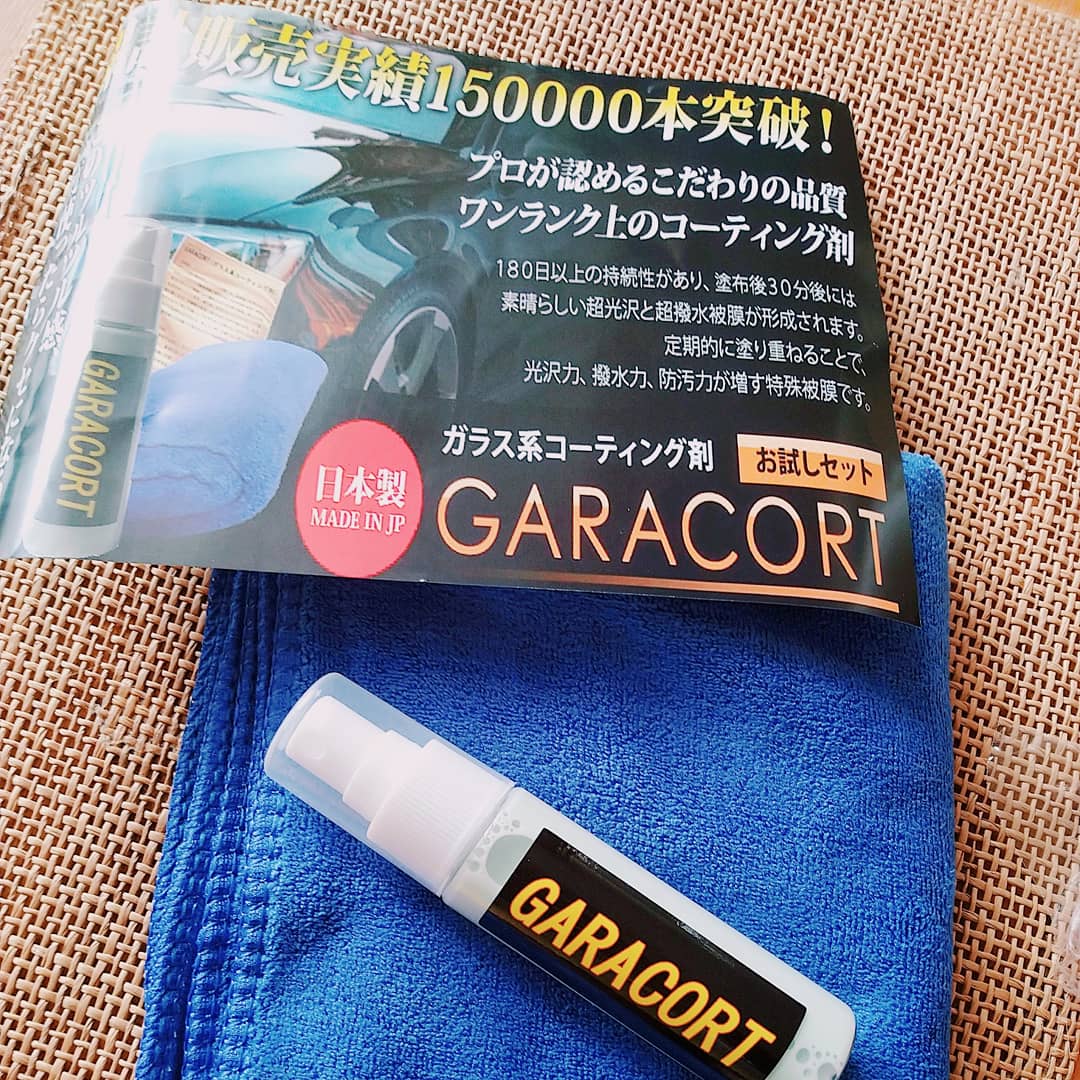 販売実績150000本突破！
プロが認めるこだわりの品質
ワンランク上のコーティング剤
180日以上の持続性があり、塗布後30分後には
素晴らしい超光沢と超撥水被膜が形成されます。
定期的に塗り重ねることで、
光沢力、撥水力、防汚力が増す特殊被膜です。
ガラス系コーティング剤
お試しセット
日本製
MADE IN JP
GARACORT
GARACORT
GARACORT